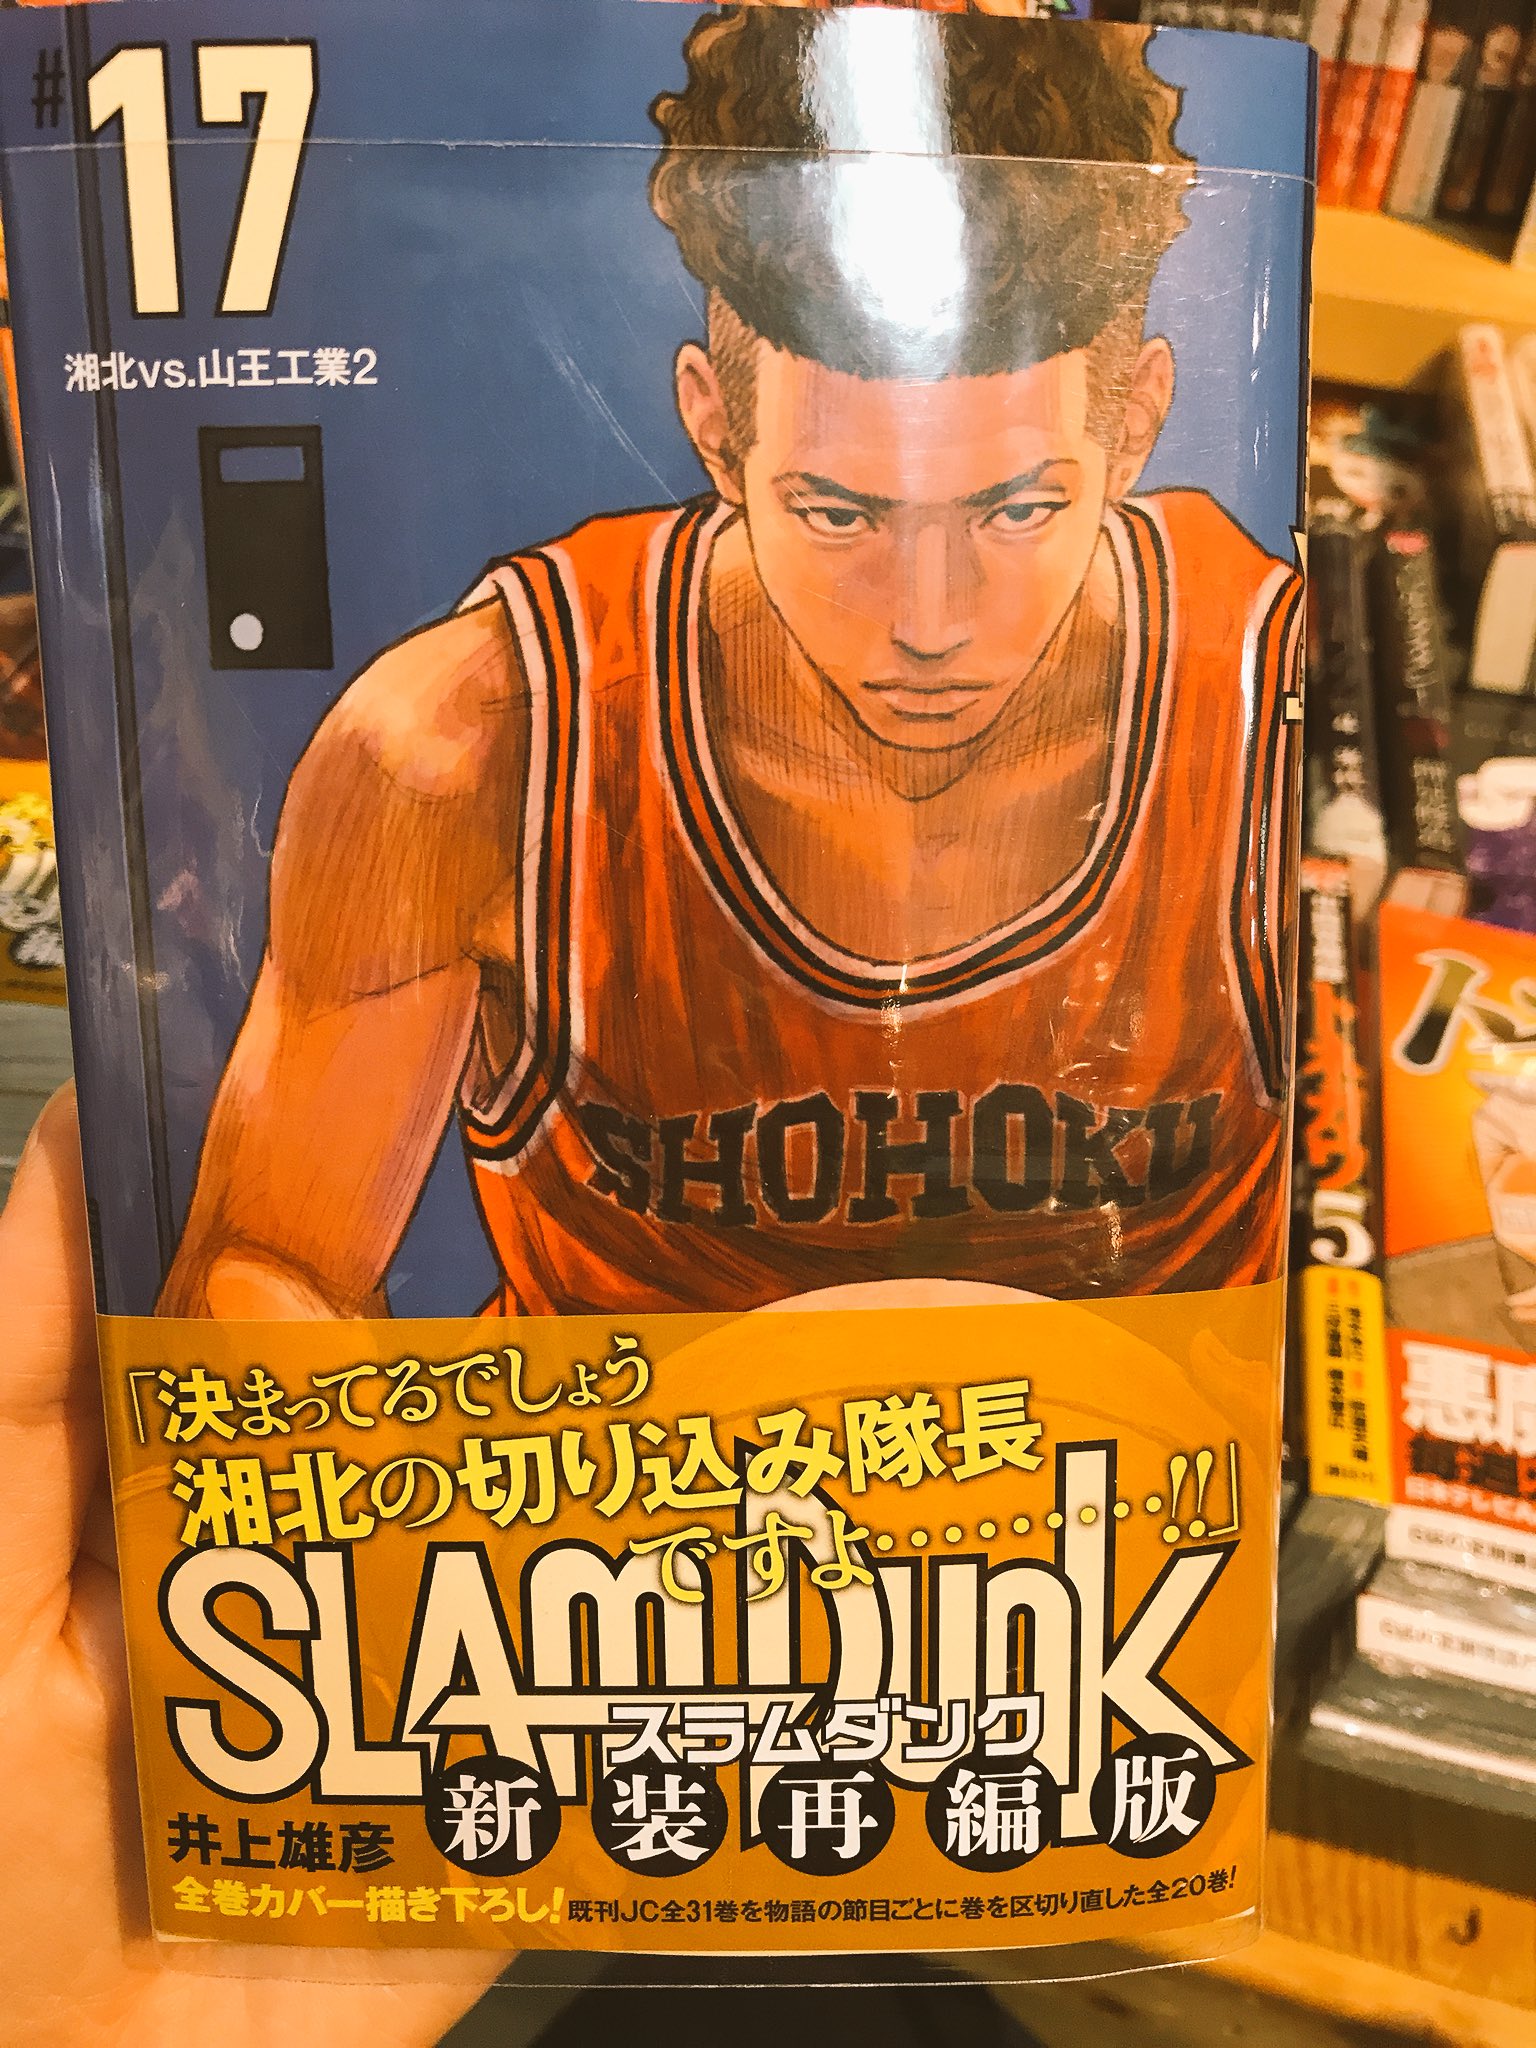 #17
湘北vs.山王工業2
SHOHOKU
「決まってるでしょう
湘北の切り込み隊長
ですよ………!!」
SLAM DUNK
スラムダンク
新装再編版
井上雄彦
全巻カバー描き下ろし!
既刊JC全31巻を物語の節目ごとに巻を区切り直した全20巻!
5
J